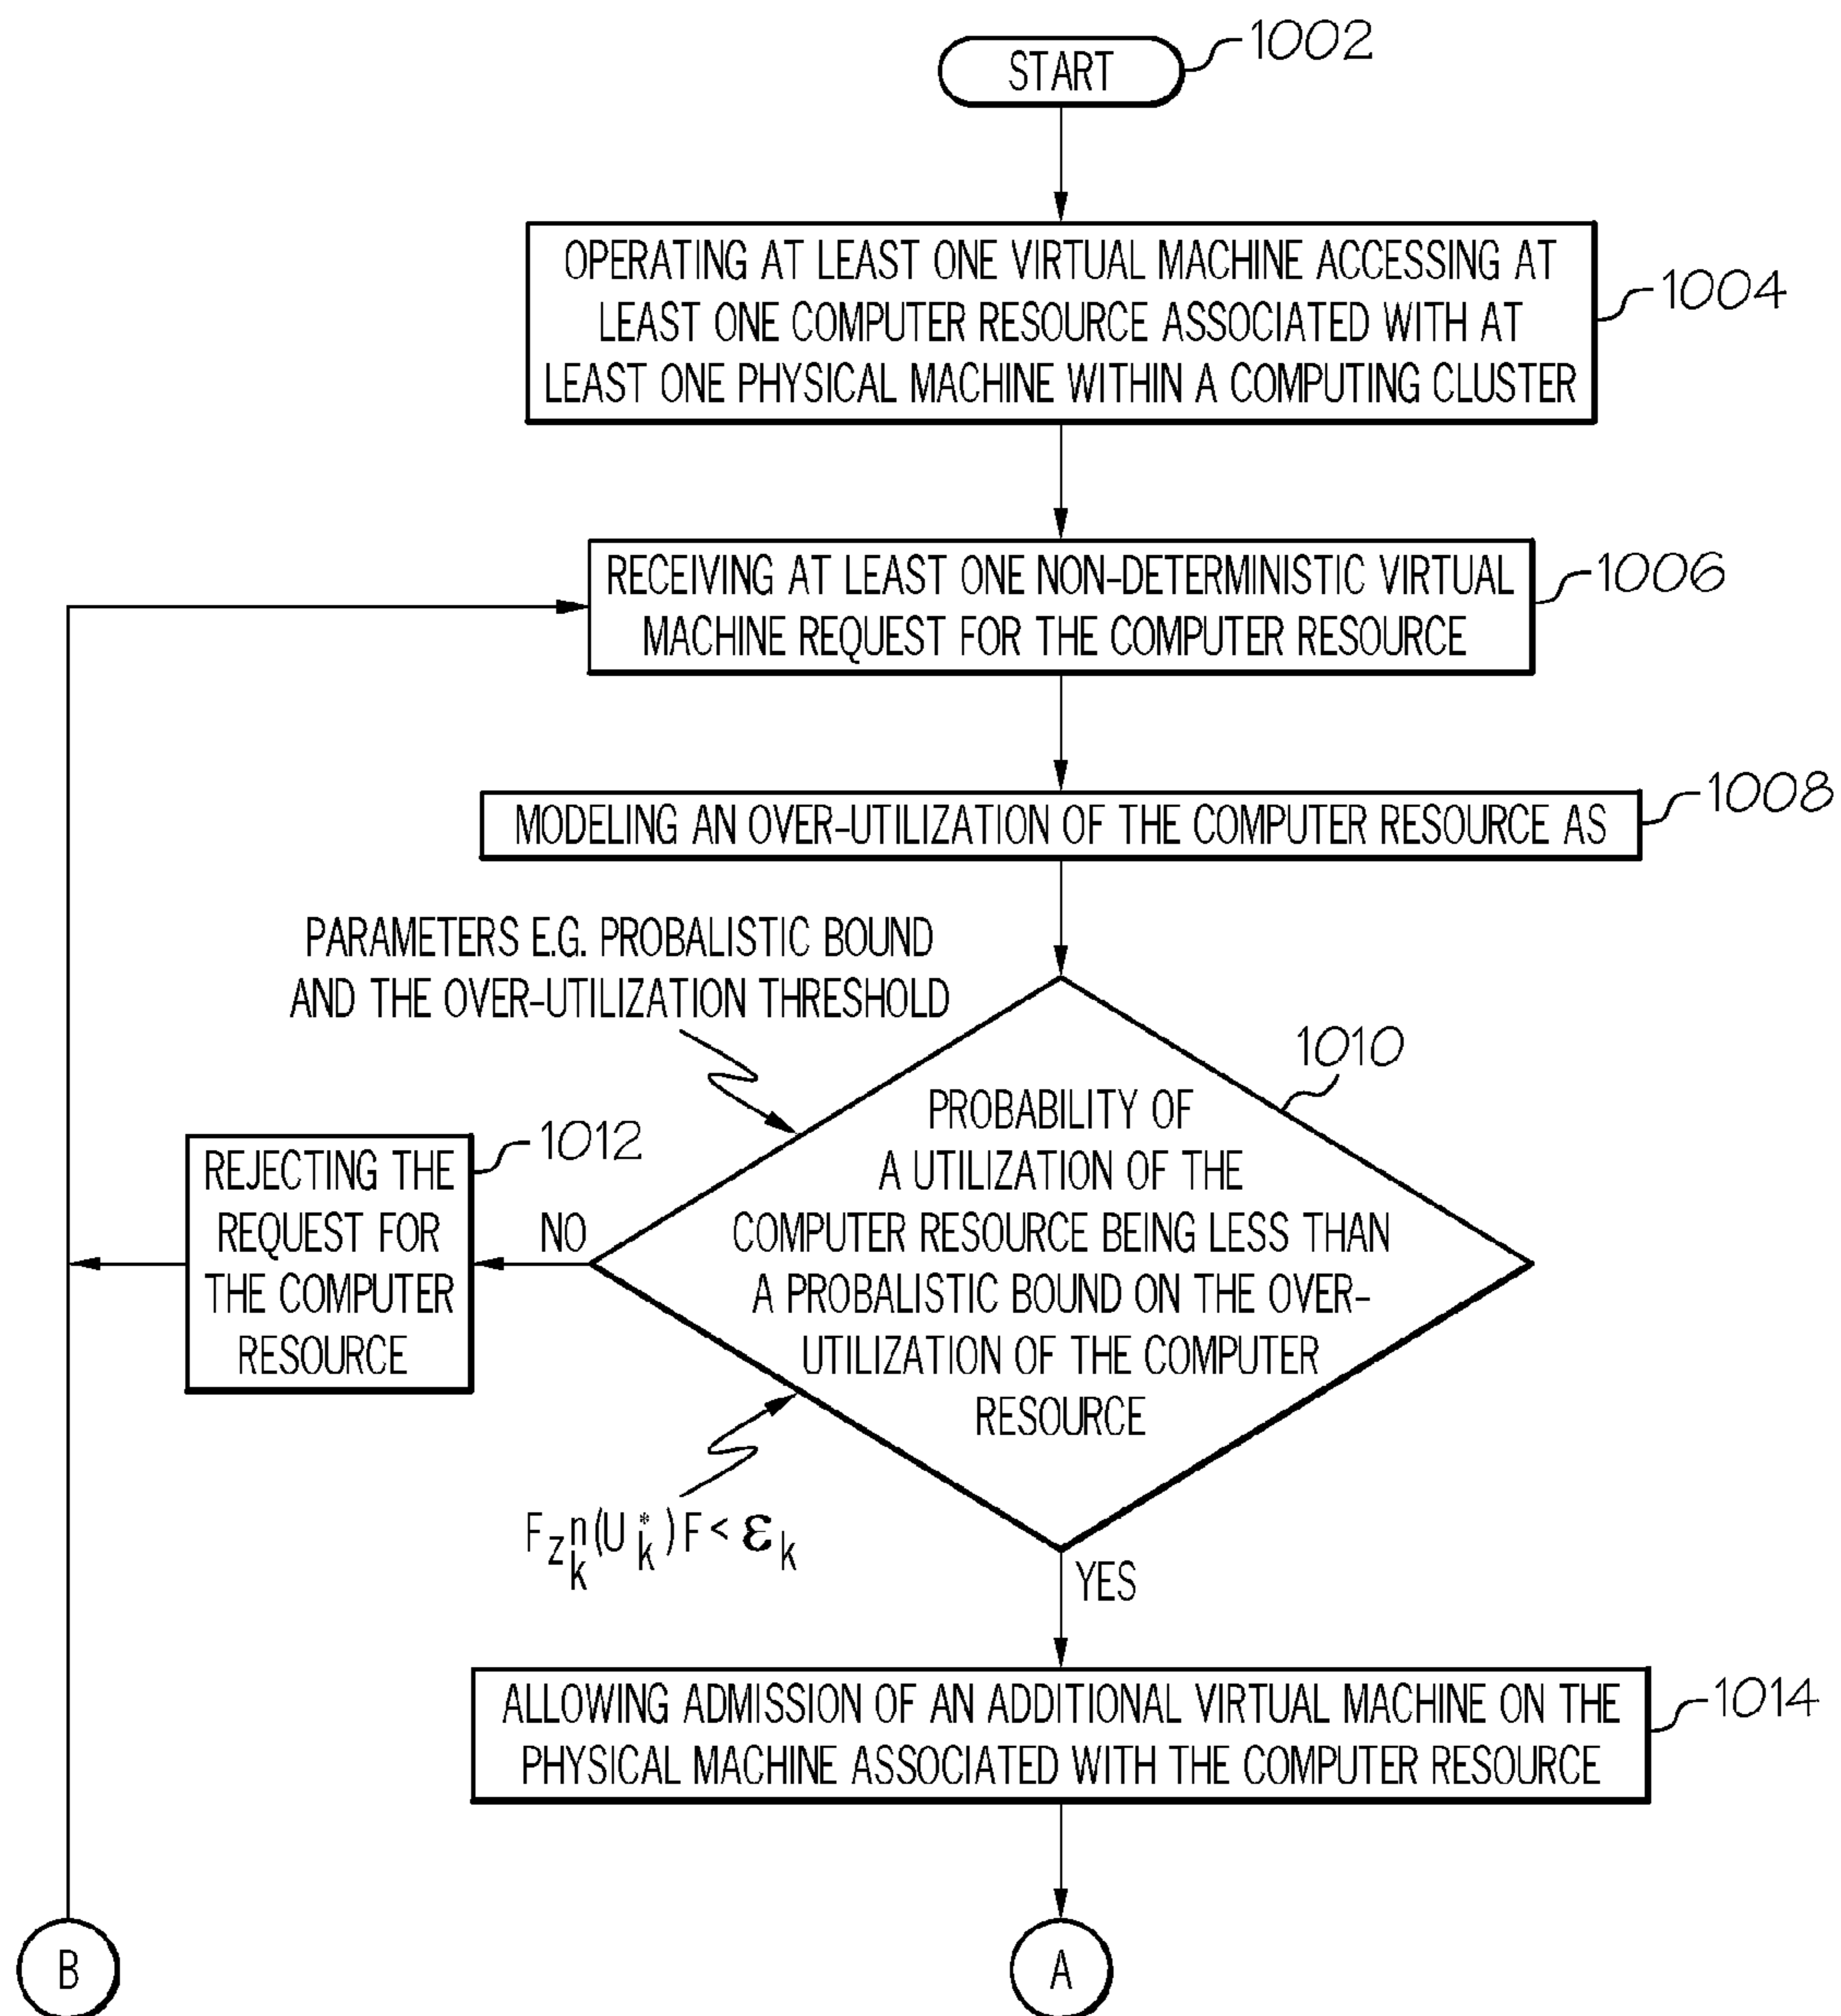 START
1002
OPERATING AT LEAST ONE VIRTUAL MACHINE ACCESSING AT
LEAST ONE COMPUTER RESOURCE ASSOCIATED WITH AT
LEAST ONE PHYSICAL MACHINE WITHIN A COMPUTING CLUSTER
1004
RECEIVING AT LEAST ONE NON-DETERMINISTIC VIRTUAL
MACHINE REQUEST FOR THE COMPUTER RESOURCE
1006
MODELING AN OVER-UTILIZATION OF THE COMPUTER RESOURCE AS
1008
PARAMETERS E.G. PROBALISTIC BOUND
AND THE OVER-UTILIZATION THRESHOLD
1010
PROBABILITY OF
A UTILIZATION OF THE
COMPUTER RESOURCE BEING LESS THAN
A PROBALISTIC BOUND ON THE OVER-
UTILIZATION OF THE COMPUTER
RESOURCE
NO
1012
REJECTING THE
REQUEST FOR
THE COMPUTER
RESOURCE
F z n k (U * k ) F < ε k
YES
ALLOWING ADMISSION OF AN ADDITIONAL VIRTUAL MACHINE ON THE
PHYSICAL MACHINE ASSOCIATED WITH THE COMPUTER RESOURCE
1014
B
A